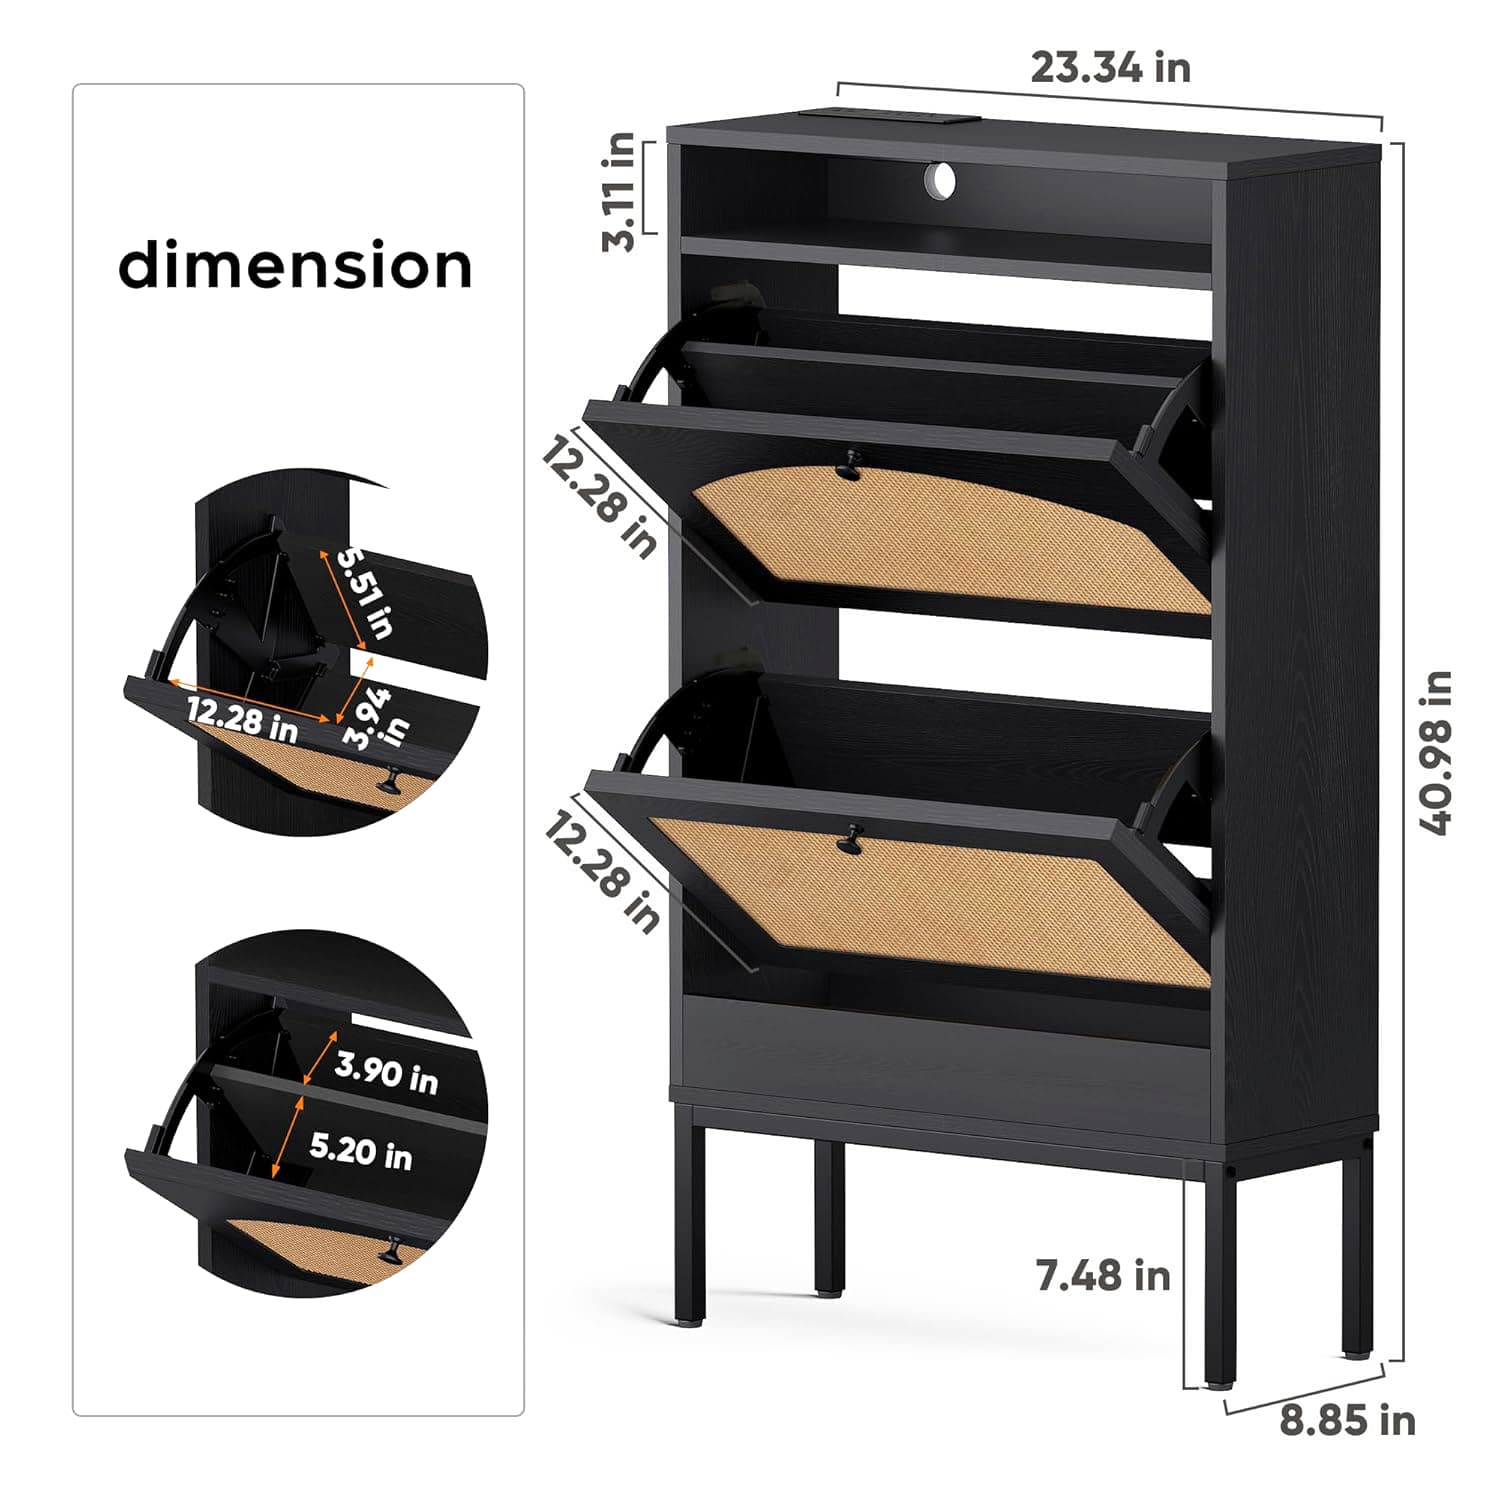 dimension
5.51 in
12.28 in
3.94
in
3.90 in
5.20 in
23.34 in
3.11 in
12.28 in
12.28 in
40.98 in
7.48 in
8.85 in